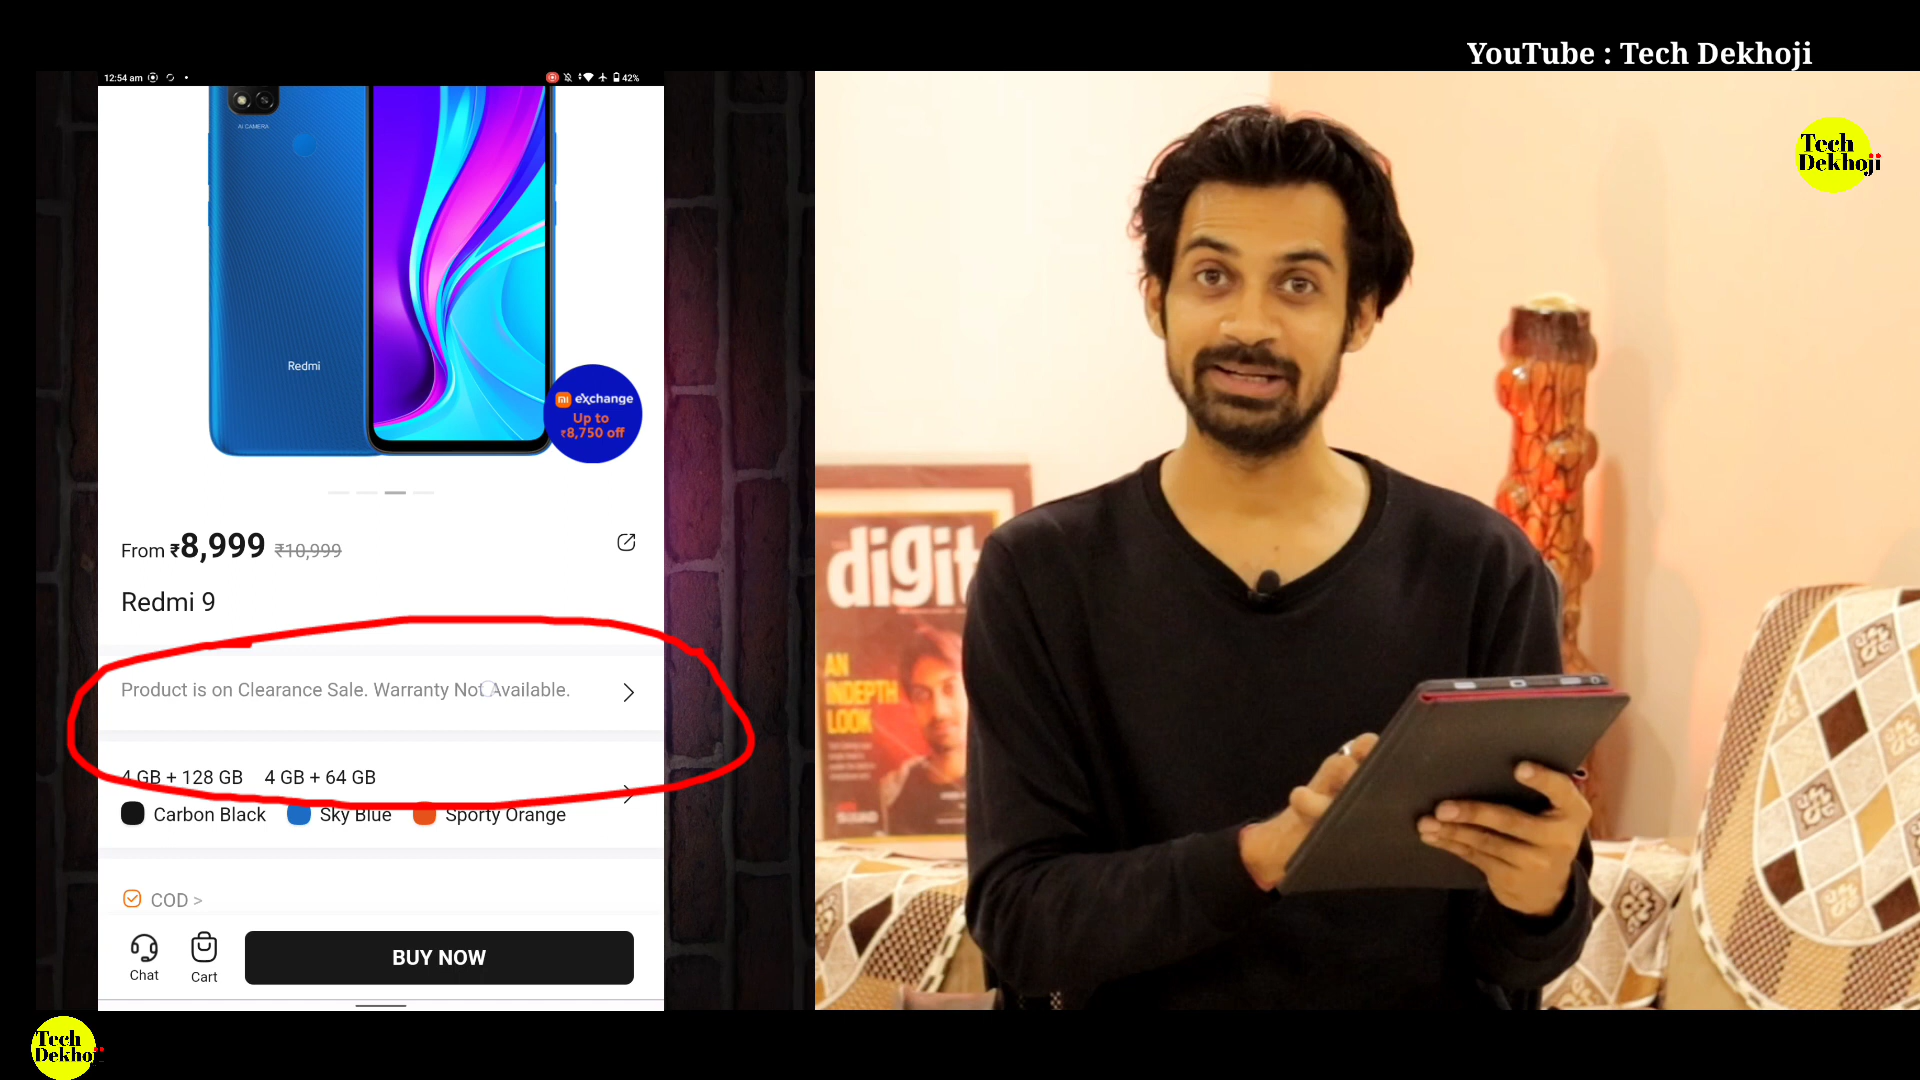 YouTube : Tech Dekhoji
12:54 am
42%
AI CAMERA
Redmi
mi exchange
Up to
₹8,750 off
From ₹8,999 ₹10,999
Redmi 9
Product is on Clearance Sale. Warranty Not Available.
4 GB + 128 GB 4 GB + 64 GB
Carbon Black Sky Blue Sporty Orange
COD >
Chat
Cart
BUY NOW
Tech
Dekhoji
digit
AN
INDEPTH
LOOK
Tech
Dekhoji